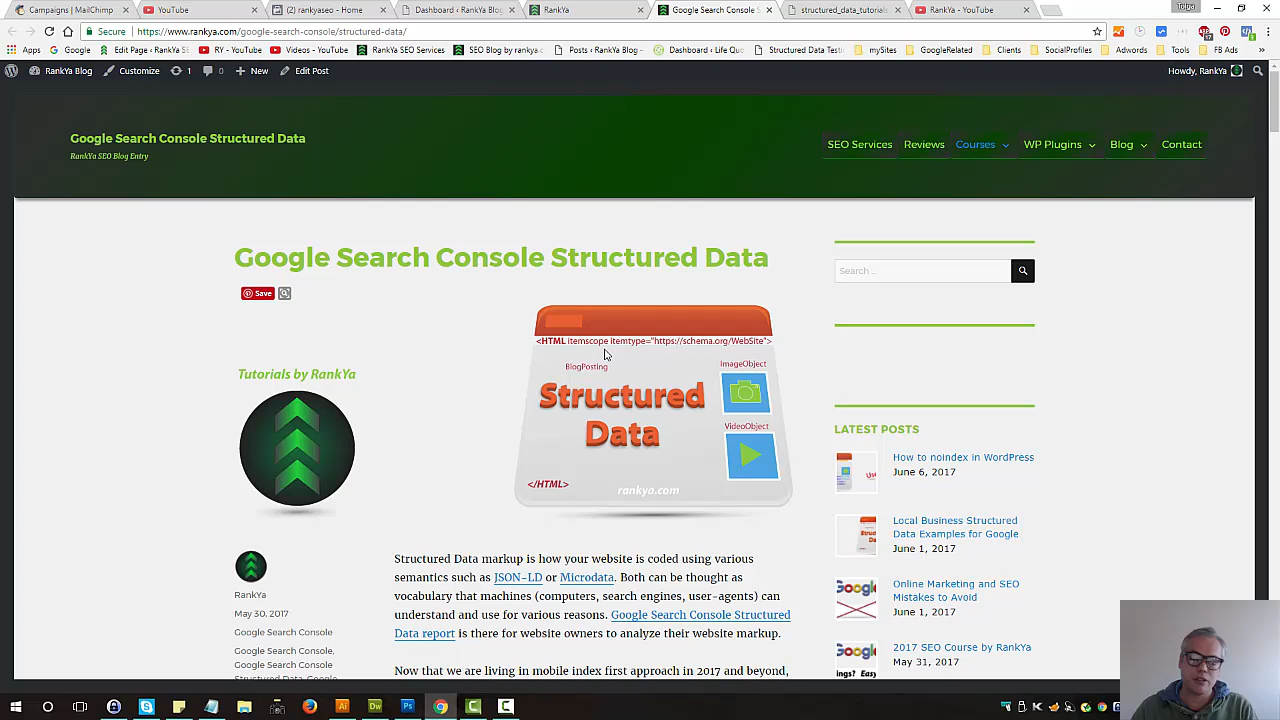 Campaigns | MailChimp
YouTube
(2) rankyaseo - Home
Dashboard ‹ RankYa Blog
RankYa
Google Search Console S
structured_data_tutorials
RankYa - YouTube
Secure
https://www.rankya.com/google-search-console/structured-data/
Google
Edit Page ‹ RankYa S
RY - YouTube
Videos - YouTube
RankYa SEO Services
SEO Blog by rankya.
Posts ‹ RankYa Blog
Dashboard ‹ Life Qu
Structured Data Testi
mySites
GoogleRelated
Clients
SocialProfiles
Adwords
Tools
FB Ads
RankYa Blog
Customize
1
0
New
Edit Post
Howdy, RankYa
Google Search Console Structured Data
RankYa SEO Blog Entry
SEO Services
Reviews
Courses
WP Plugins
Blog
Contact
Google Search Console Structured Data
Save
Search …
<HTML itemscope itemtype="https://schema.org/WebSite">
BlogPosting
ImageObject
Structured
Data
VideoObject
</HTML>
rankya.com
Tutorials by RankYa
RankYa
May 30, 2017
Google Search Console
Google Search Console,
Google Search Console
Structured Data, Google
Structured Data markup is how your website is coded using various
semantics such as JSON-LD or Microdata. Both can be thought as
vocabulary that machines (computers, search engines, user-agents) can
understand and use for various reasons. Google Search Console Structured
Data report is there for website owners to analyze their website markup.
Now that we are living in mobile index first approach in 2017 and beyond,
LATEST POSTS
How to noindex in WordPress
June 6, 2017
Local Business Structured
Data Examples for Google
June 1, 2017
Online Marketing and SEO
Mistakes to Avoid
June 1, 2017
2017 SEO Course by RankYa
May 31, 2017